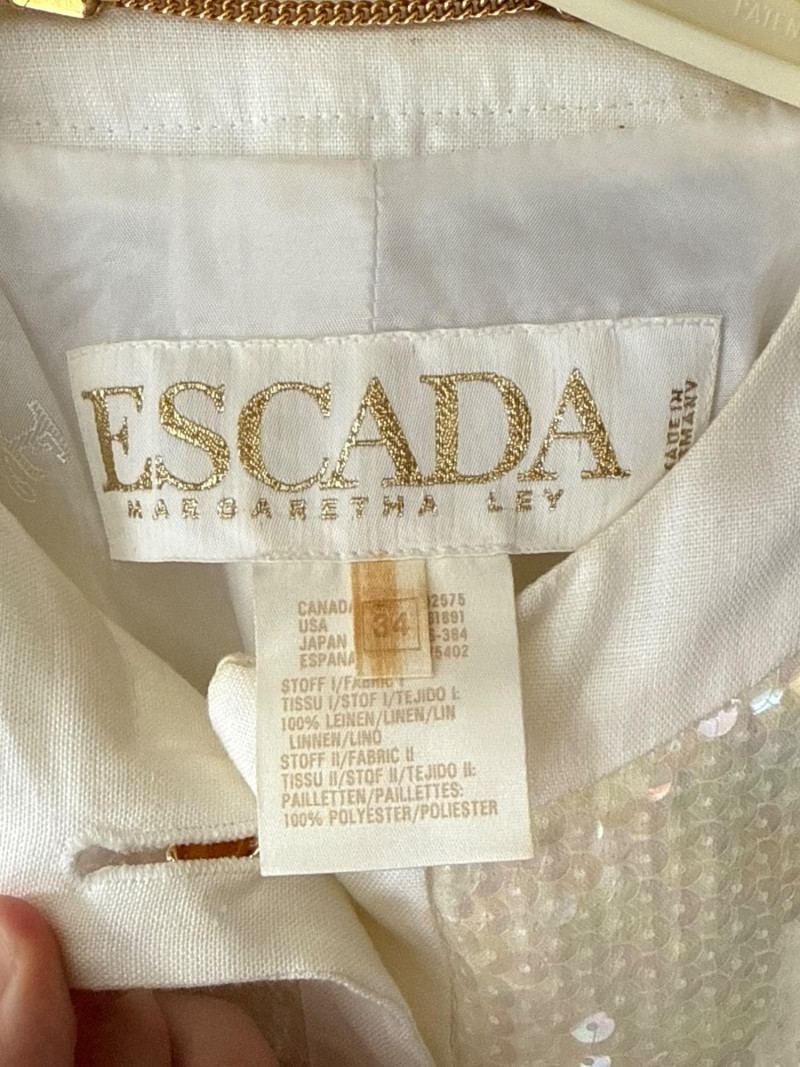 PATEN
ESCADA
MARGARETHA LEY
MADE IN
CANADA
USA
JAPAN
ESPANA
34
STOFF I/FABRIC I
TISSU I/STOF I/TEJIDO I:
100% LEINEN/LINEN/LIN
LINNEN/LINO
STOFF II/FABRIC II
TISSU II/STOF II/TEJIDO II:
PAILLETTEN/PAILLETTES:
100% POLYESTER/POLIESTER